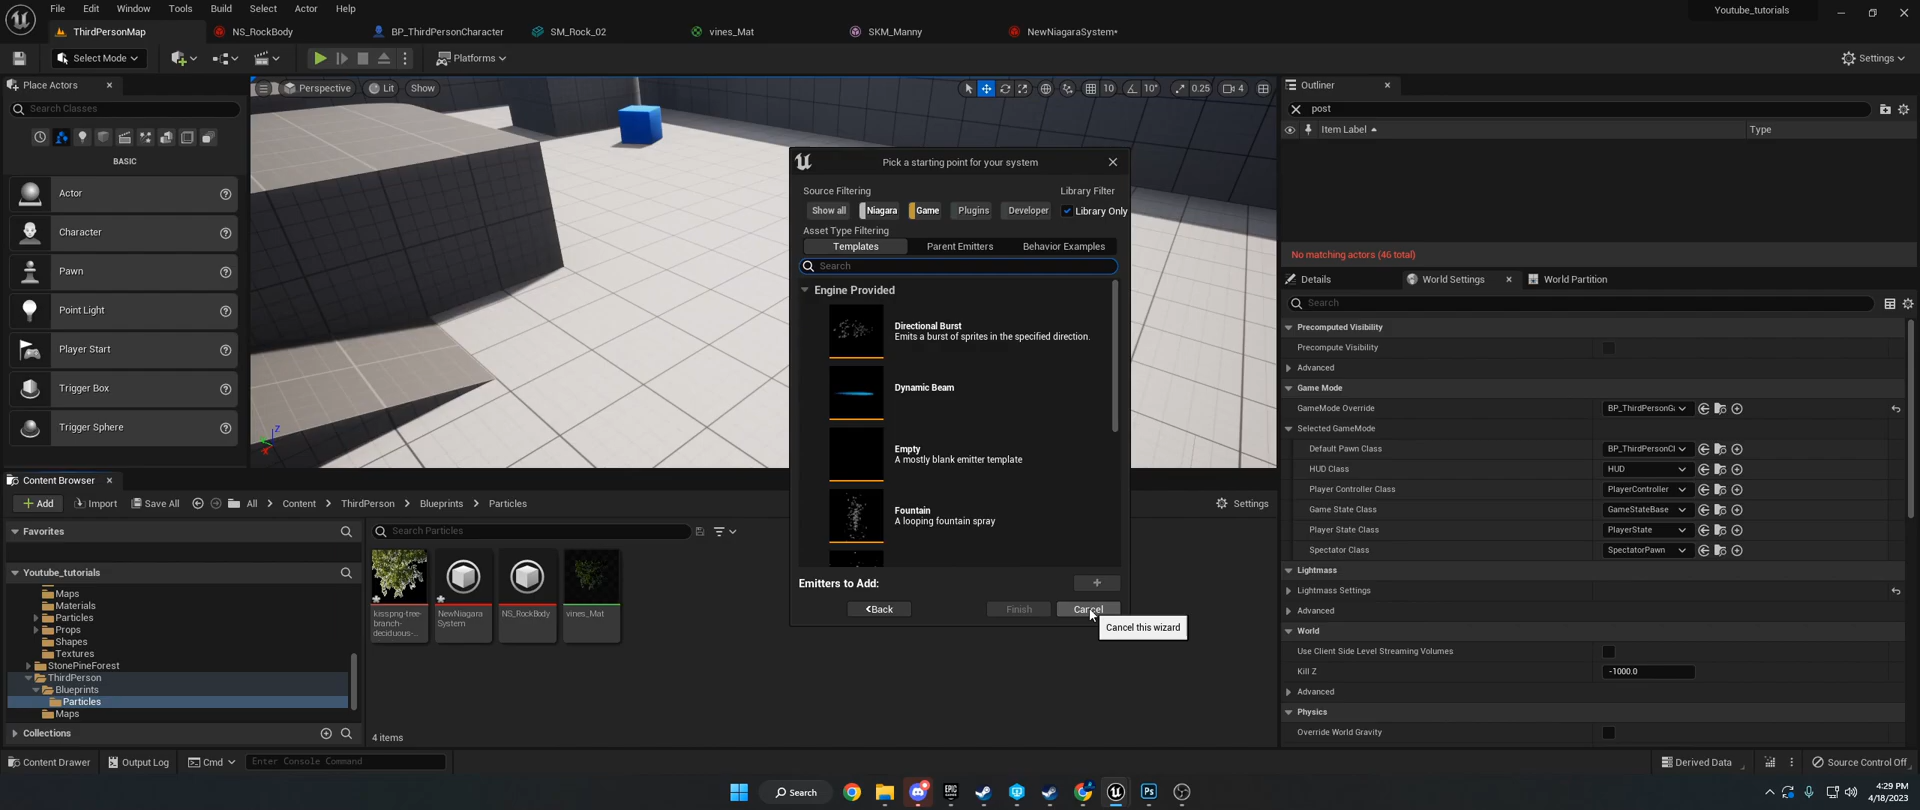 File Edit Window Tools Build Select Actor Help
Youtube_tutorials
ThirdPersonMap NS_RockBody BP_ThirdPersonCharacter SM_Rock_02 vines_Mat SKM_Manny NewNiagaraSystem*
Select Mode Platforms Settings
Place Actors
Search Classes
BASIC
Actor
Character
Pawn
Point Light
Player Start
Trigger Box
Trigger Sphere
Perspective Lit Show 10 10° 0.25 4
Z
Pick a starting point for your system
Source Filtering Library Filter
Show all Niagara Game Plugins Developer Library Only
Asset Type Filtering
Templates Parent Emitters Behavior Examples
Search
Engine Provided
Directional Burst
Emits a burst of sprites in the specified direction.
Dynamic Beam
Empty
A mostly blank emitter template
Fountain
A looping fountain spray
Emitters to Add:
Back Finish Cancel
Cancel this wizard
Outliner
post
Item Label Type
No matching actors (46 total)
Details World Settings World Partition
Search
Precomputed Visibility
Precompute Visibility
Advanced
Game Mode
GameMode Override BP_ThirdPersonGa
Selected GameMode
Default Pawn Class BP_ThirdPersonCl
HUD Class HUD
Player Controller Class PlayerController
Game State Class GameStateBase
Player State Class PlayerState
Spectator Class SpectatorPawn
Lightmass
Lightmass Settings
Advanced
World
Use Client Side Level Streaming Volumes
Kill Z -1000.0
Advanced
Physics
Override World Gravity
Content Browser
Add Import Save All All Content ThirdPerson Blueprints Particles Settings
Favorites
Search Particles
Youtube_tutorials
Maps
Materials
Particles
Props
Shapes
Textures
StonePineForest
ThirdPerson
Blueprints
Particles
Maps
Collections
kisspng-tree-
branch-
deciduous-...
NewNiagara
System
NS_RockBody
vines_Mat
4 items
Content Drawer Output Log Cmd Enter Console Command Derived Data Source Control Off
Search
4:29 PM
4/18/2023